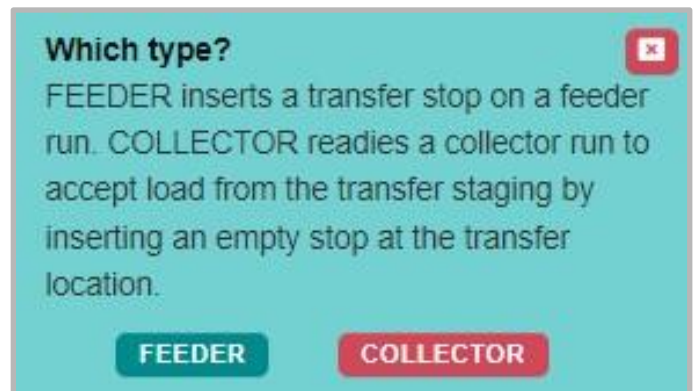 Which type?
FEEDER inserts a transfer stop on a feeder
run. COLLECTOR readies a collector run to
accept load from the transfer staging by
inserting an empty stop at the transfer
location.
FEEDER COLLECTOR